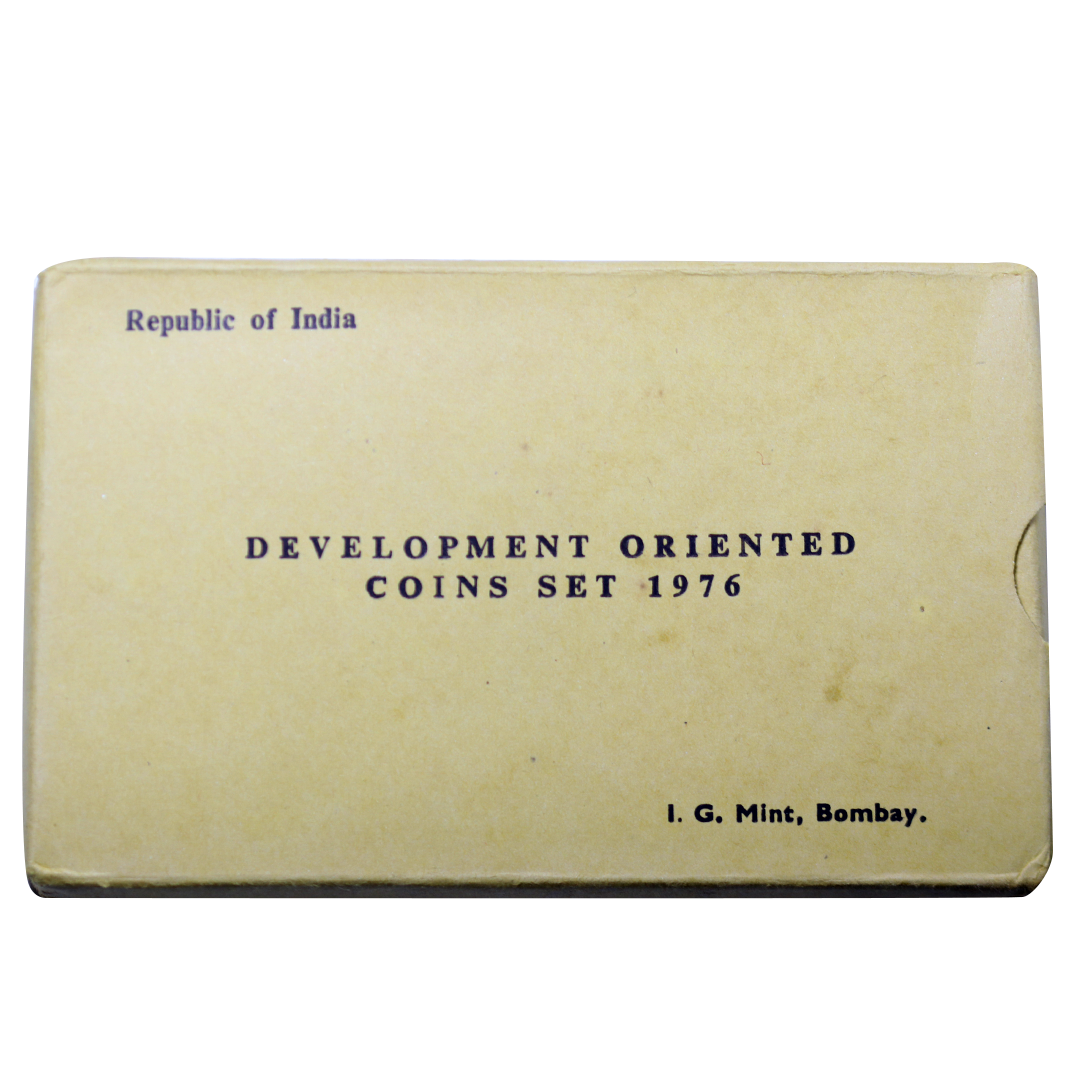 Republic of India
DEVELOPMENT ORIENTED
COINS SET 1976
I. G. Mint, Bombay.